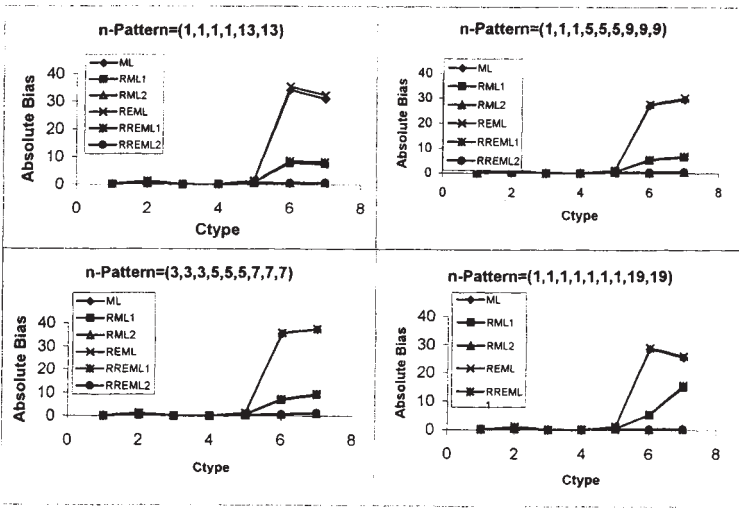 n-Pattern=(1,1,1,1,13,13)
Absolute Bias
40
30
20
10
0
ML
RML1
RML2
REML
RREML1
RREML2
0 2 4 6 8
Ctype
n-Pattern=(1,1,1,5,5,5,9,9,9)
Absolute Bias
40
30
20
10
0
ML
RML1
RML2
REML
RREML1
RREML2
0 2 4 6 8
Ctype
n-Pattern=(3,3,3,5,5,5,7,7,7)
Absolute Bias
40
30
20
10
0
ML
RML1
RML2
REML
RREML1
RREML2
0 2 4 6 8
Ctype
n-Pattern=(1,1,1,1,1,1,1,19,19)
Absolute Bias
40
30
20
10
0
ML
RML1
RML2
REML
RREML
1
0 2 4 6 8
Ctype